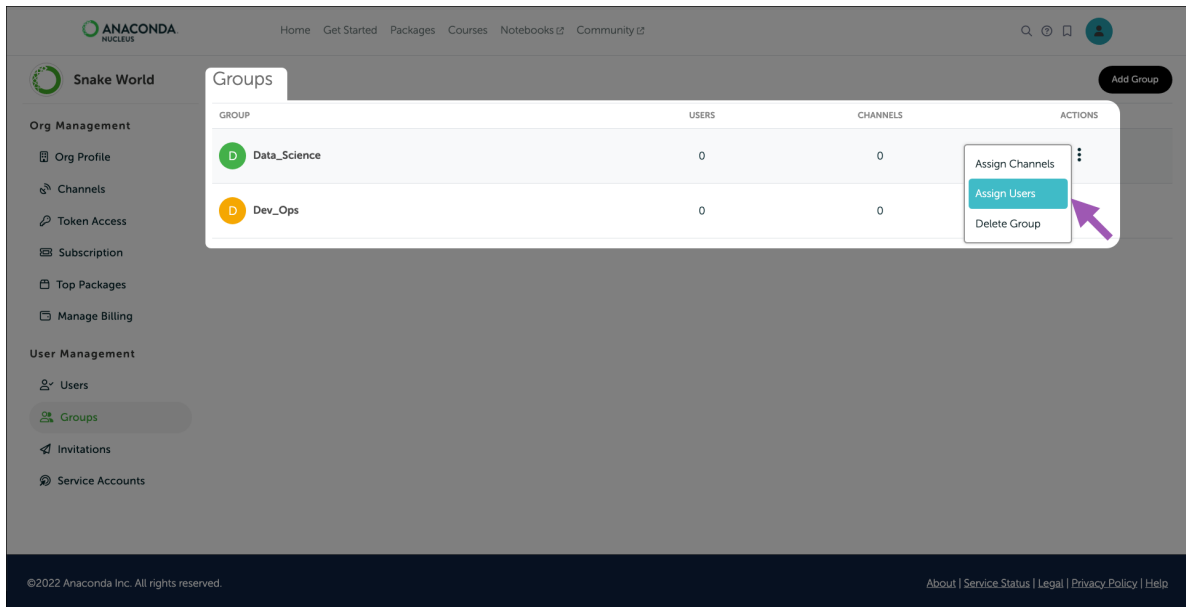 ANACONDA
NUCLEUS
Home Get Started Packages Courses Notebooks Community
Snake World
Org Management
Org Profile
Channels
Token Access
Subscription
Top Packages
Manage Billing
User Management
Users
Groups
Invitations
Service Accounts
Groups
Add Group
GROUP USERS CHANNELS ACTIONS
D Data_Science 0 0
D Dev_Ops 0 0
Assign Channels
Assign Users
Delete Group
©2022 Anaconda Inc. All rights reserved.
About | Service Status | Legal | Privacy Policy | Help